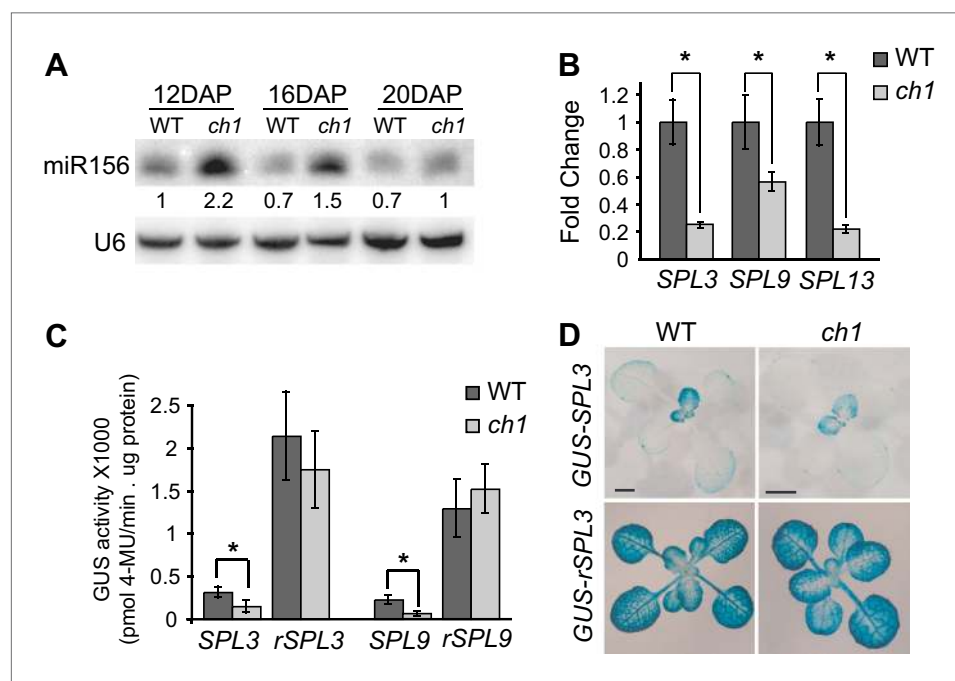 A
12DAP 16DAP 20DAP
WT ch1 WT ch1 WT ch1
miR156
1 2.2 0.7 1.5 0.7 1
U6
B
WT
ch1
* * *
Fold Change
1.2
1
0.8
0.6
0.4
0.2
0
SPL3 SPL9 SPL13
C
WT
ch1
GUS activity X1000
(pmol 4-MU/min . ug protein)
2.5
2
1.5
1
0.5
0
* *
SPL3 rSPL3 SPL9 rSPL9
D
WT ch1
GUS-SPL3
GUS-rSPL3